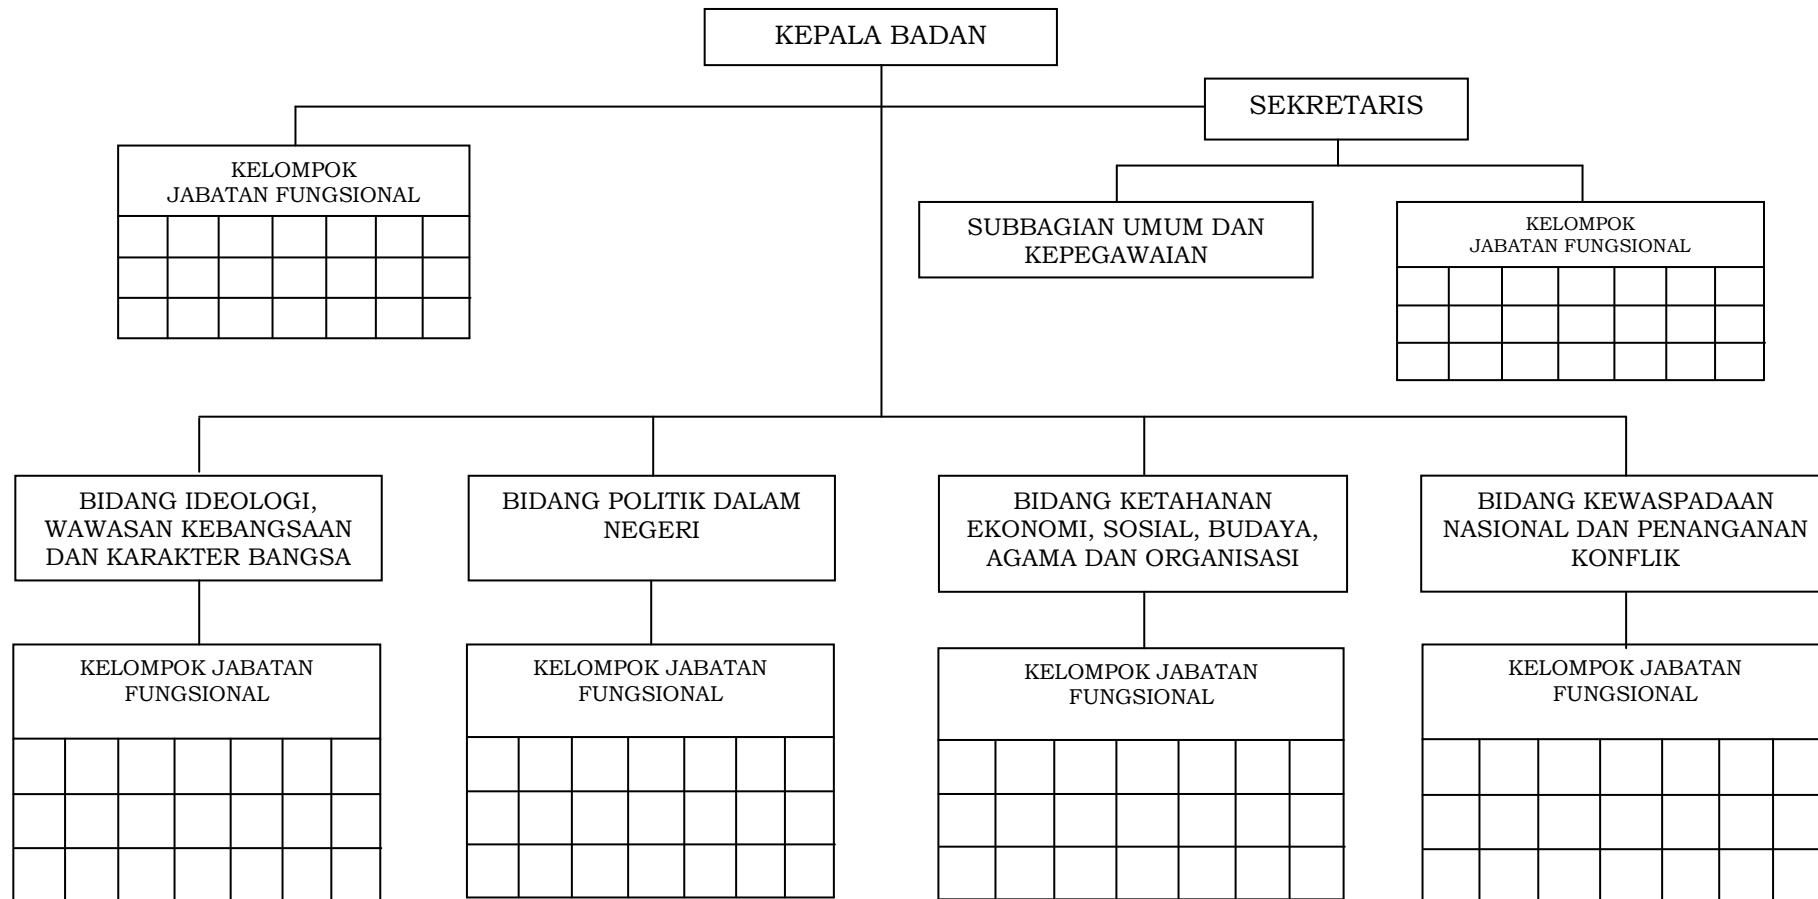 KEPALA BADAN
SEKRETARIS
KELOMPOK
JABATAN FUNGSIONAL
SUBBAGIAN UMUM DAN
KEPEGAWAIAN
KELOMPOK
JABATAN FUNGSIONAL
BIDANG IDEOLOGI,
WAWASAN KEBANGSAAN
DAN KARAKTER BANGSA
BIDANG POLITIK DALAM
NEGERI
BIDANG KETAHANAN
EKONOMI, SOSIAL, BUDAYA,
AGAMA DAN ORGANISASI
BIDANG KEWASPADAAN
NASIONAL DAN PENANGANAN
KONFLIK
KELOMPOK JABATAN
FUNGSIONAL
KELOMPOK JABATAN
FUNGSIONAL
KELOMPOK JABATAN
FUNGSIONAL
KELOMPOK JABATAN
FUNGSIONAL